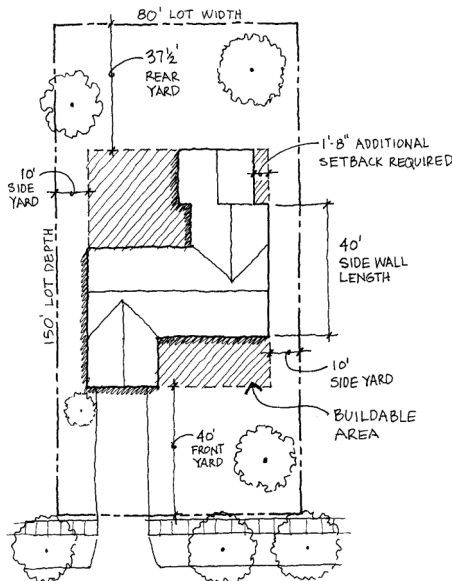 80' LOT WIDTH
37½'
REAR
YARD
1'-8" ADDITIONAL
SETBACK REQUIRED
10'
SIDE
YARD
150' LOT DEPTH
40'
SIDE WALL
LENGTH
10'
SIDE YARD
BUILDABLE
AREA
40'
FRONT
YARD